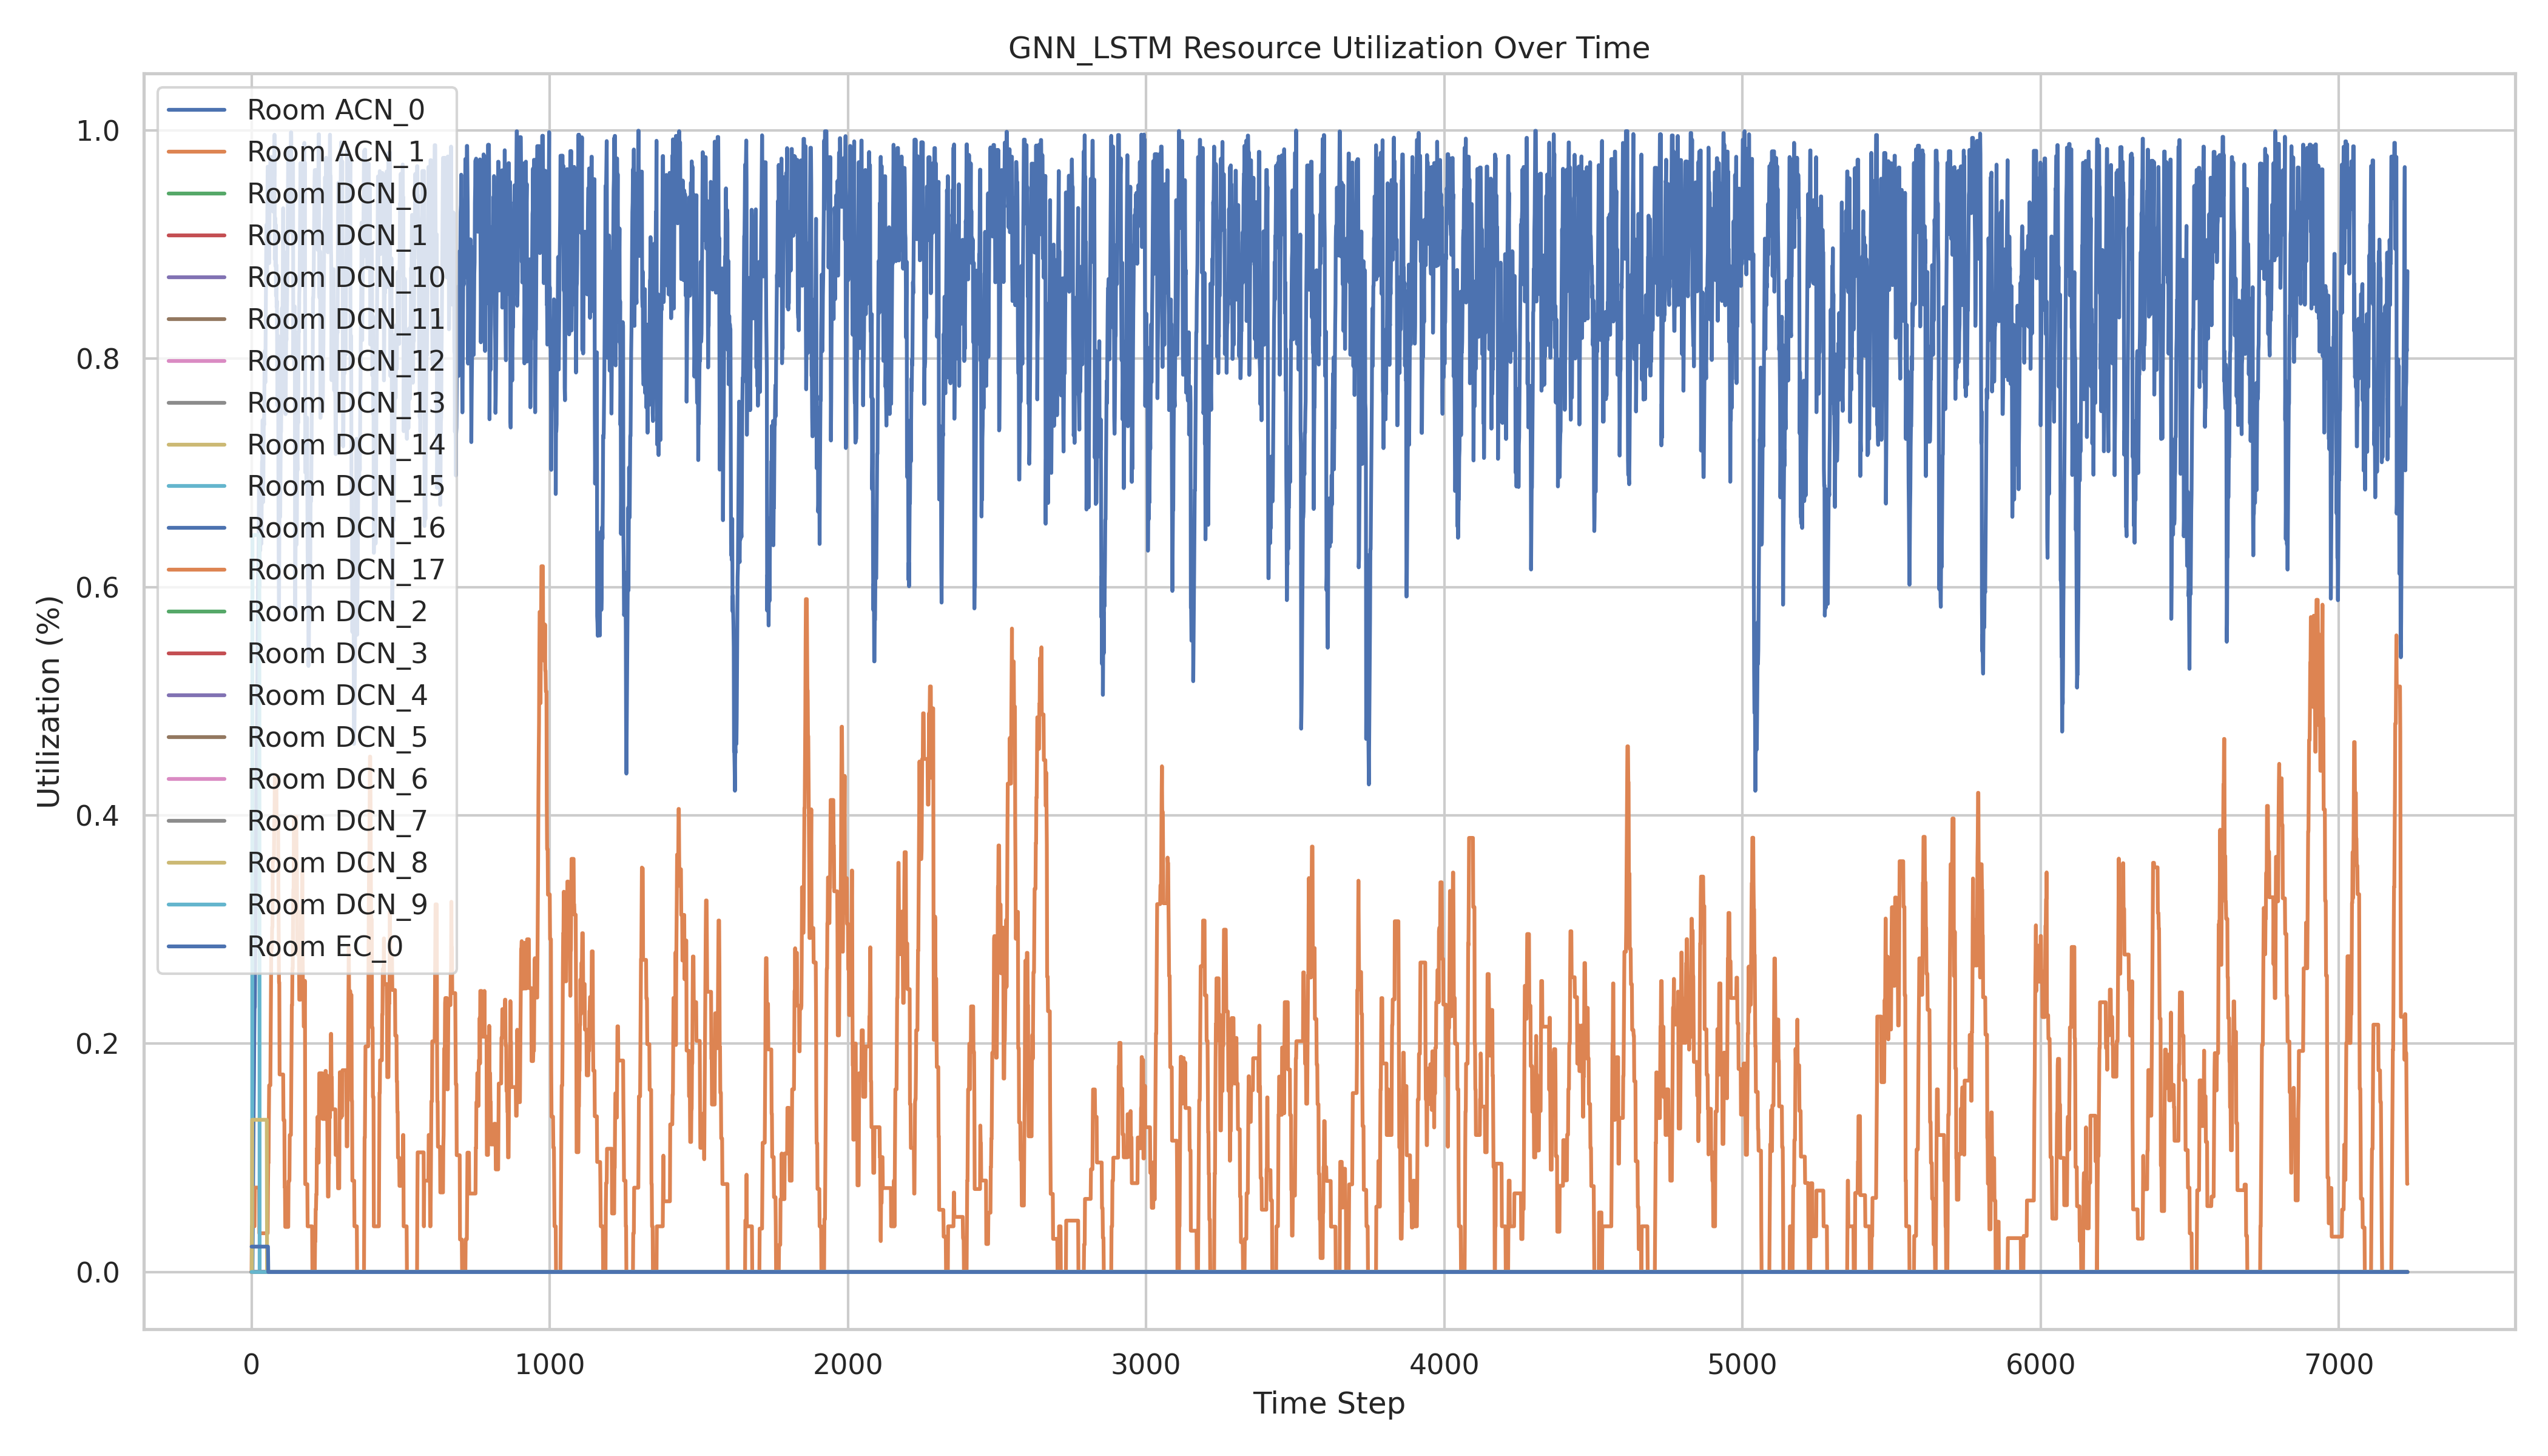 GNN_LSTM Resource Utilization Over Time
Room ACN_0
Room ACN_1
Room DCN_0
Room DCN_1
Room DCN_10
Room DCN_11
Room DCN_12
Room DCN_13
Room DCN_14
Room DCN_15
Room DCN_16
Room DCN_17
Room DCN_2
Room DCN_3
Room DCN_4
Room DCN_5
Room DCN_6
Room DCN_7
Room DCN_8
Room DCN_9
Room EC_0
Utilization (%)
1.0
0.8
0.6
0.4
0.2
0.0
0 1000 2000 3000 4000 5000 6000 7000
Time Step